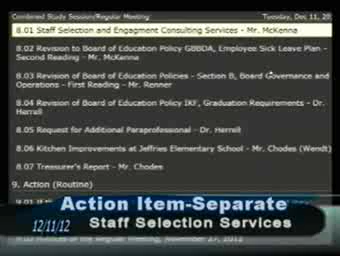 Combined Study Session/Regular Meeting Tuesday, Dec 11, 20
8.01 Staff Selection and Engagment Consulting Services - Mr. McKenna
8.02 Revision to Board of Education Policy GBBDA, Employee Sick Leave Plan -
Second Reading - Mr. McKenna
8.03 Revision of Board of Education Policies - Section B, Board Governance and
Operations - First Reading - Mr. Renner
8.04 Revision of Board of Education Policy IKF, Graduation Requirements - Dr.
Herrell
8.05 Request for Additional Paraprofessional - Dr. Herrell
8.06 Kitchen Improvements at Jeffries Elementary School - Mr. Chodes (Wendt)
8.07 Treasurer's Report - Mr. Chodes
9. Action (Routine)
Action Item-Separate
12/11/12 Staff Selection Services
9.02 Minutes of the Regular Meeting, November 27, 2012